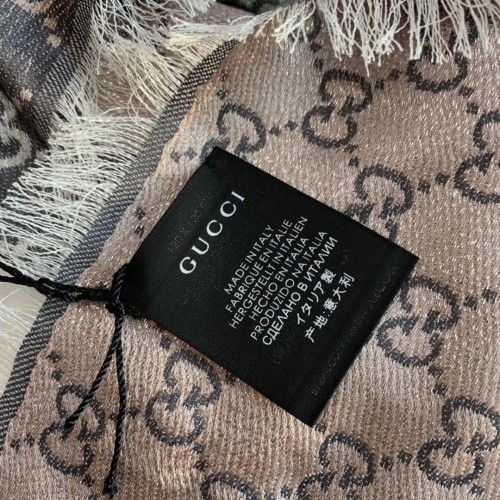 GUCCI
MADE IN ITALY
FABRIQUE EN ITALIE
HERGESTELLT IN ITALIEN
HECHO EN ITALIA
PRODUZIDO NA ITALIA
СДЕЛАНО В ИТАЛИИ
イタリア製
产地:意大利